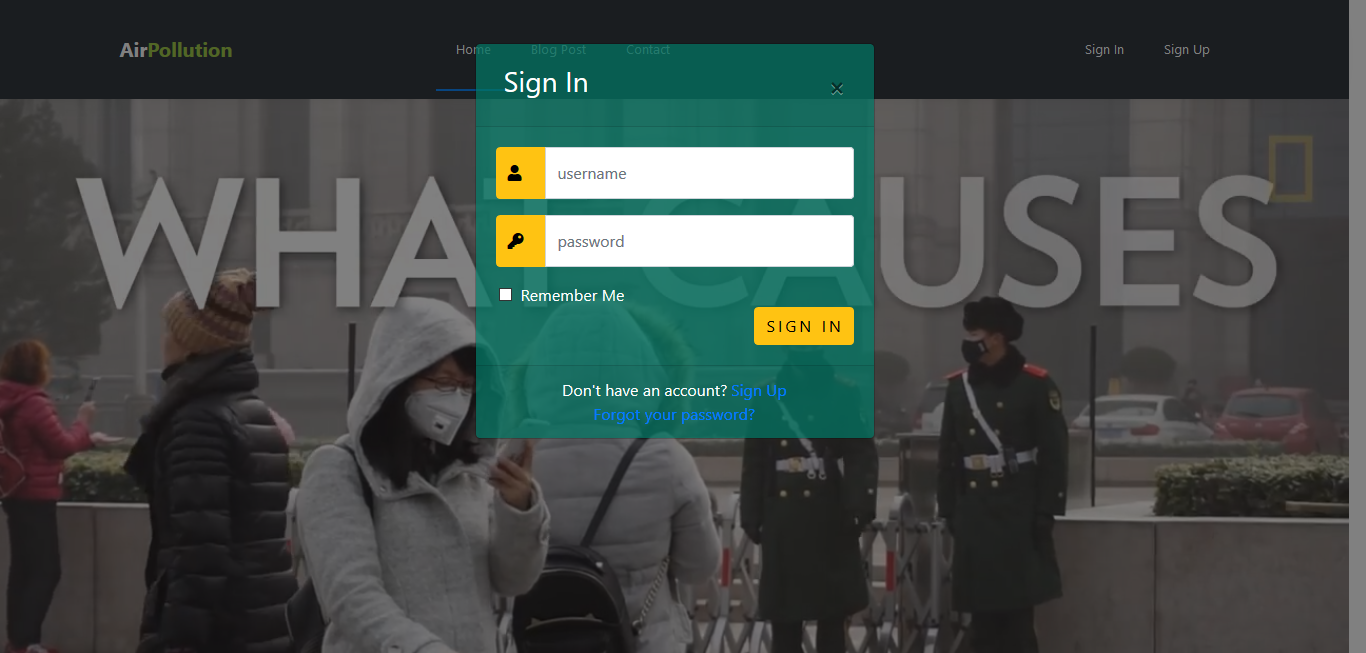 AirPollution Home Blog Post Contact Sign In Sign Up
Sign In ×
WHAT CAUSES
username
password
Remember Me
SIGN IN
Don't have an account? Sign Up
Forgot your password?